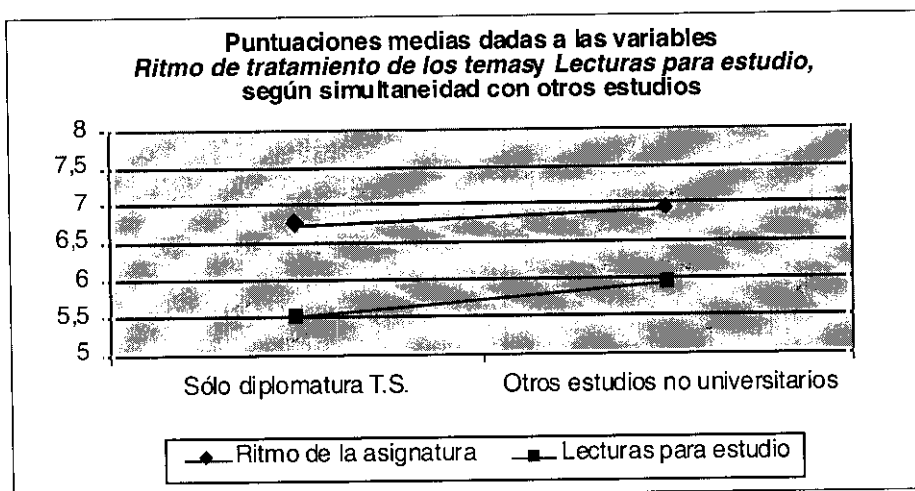 Puntuaciones medias dadas a las variables
Ritmo de tratamiento de los temasy Lecturas para estudio,
según simultaneidad con otros estudios
8
7,5
7
6,5
6
5,5
5
Sólo diplomatura T.S. Otros estudios no universitarios
Ritmo de la asignatura Lecturas para estudio